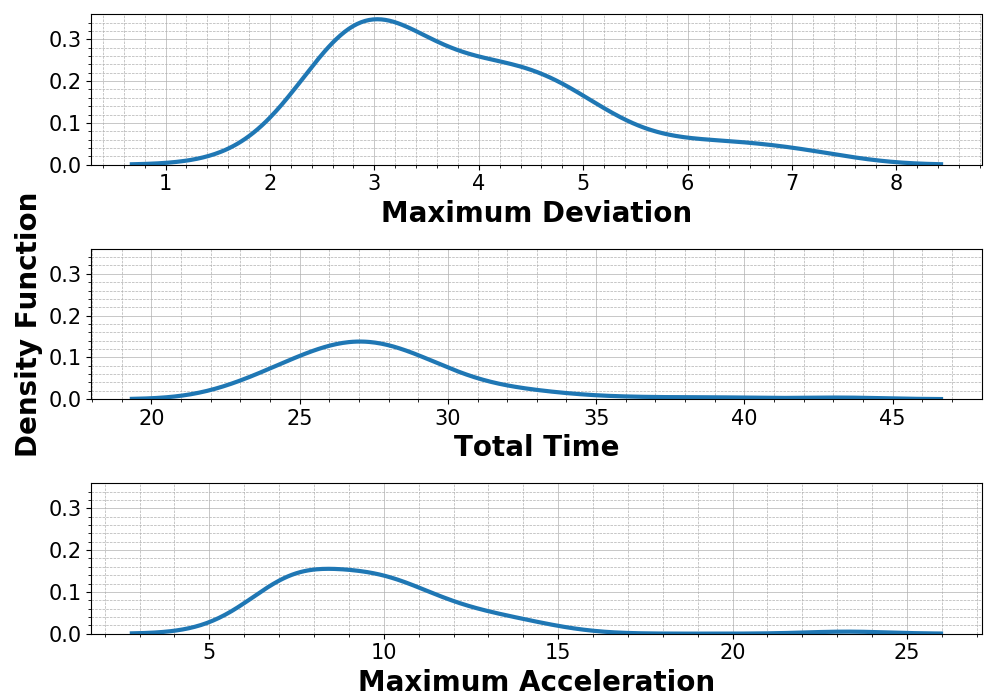 0.3
0.2
0.1
0.0
1 2 3 4 5 6 7 8
Maximum Deviation
Density Function
0.3
0.2
0.1
0.0
20 25 30 35 40 45
Total Time
0.3
0.2
0.1
0.0
5 10 15 20 25
Maximum Acceleration